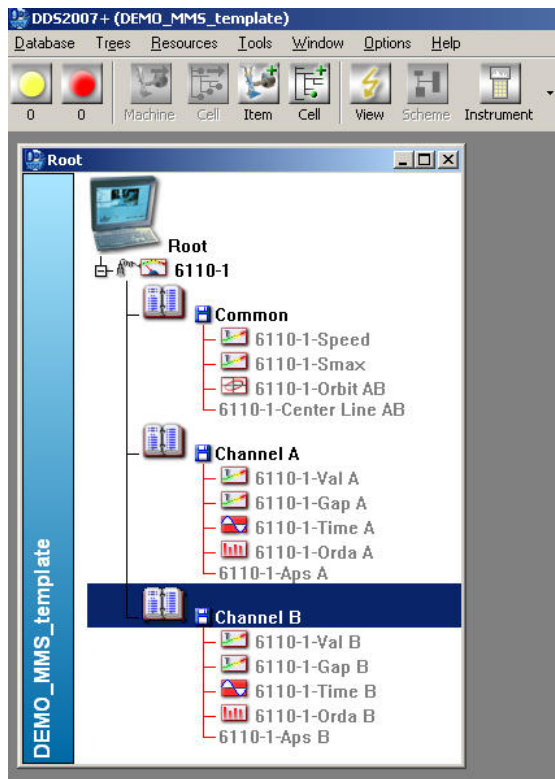 DDS2007+ (DEMO_MMS_template)
Database Trees Resources Tools Window Options Help
0 0 Machine Cell Item Cell View Scheme Instrument
Root
Root
6110-1
Common
6110-1-Speed
6110-1-Smax
6110-1-Orbit AB
6110-1-Center Line AB
Channel A
6110-1-Val A
6110-1-Gap A
6110-1-Time A
6110-1-Orda A
6110-1-Aps A
Channel B
6110-1-Val B
6110-1-Gap B
6110-1-Time B
6110-1-Orda B
6110-1-Aps B
DEMO_MMS_template